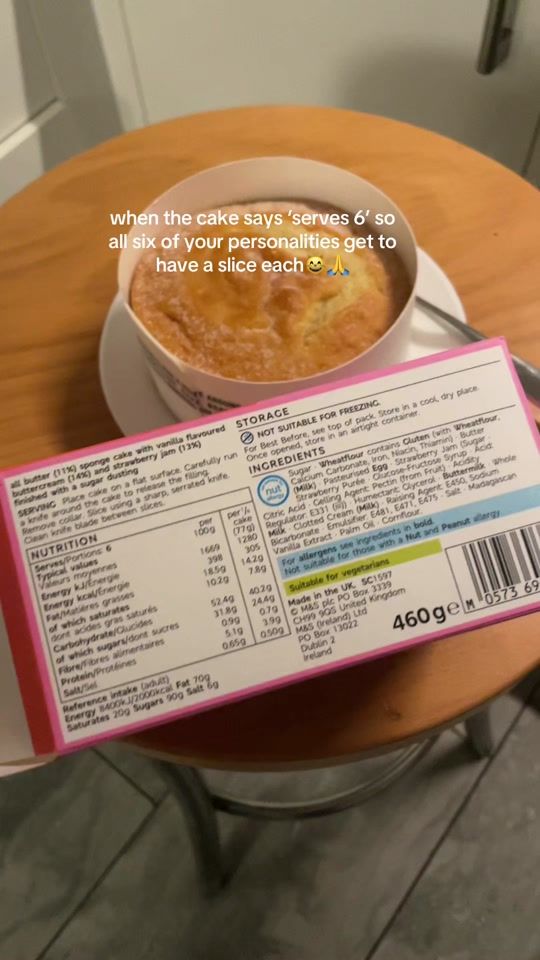 when the cake says ‘serves 6’ so
all six of your personalities get to
have a slice each😊🙏
all butter (11%) sponge cake with vanilla flavoured
buttercream (14%) and strawberry jam (13%)
finished with a sugar dusting
SERVING Place cake on a flat surface. Carefully run
a knife around the cake to release the filling.
Remove collar. Slice using a sharp, serrated knife.
Clean knife blade between slices.
NUTRITION
Serves/Portions: 6
Typical values per 100g per 1/6 cake (77g)
Valeurs moyennes
Energy kJ/Énergie 1669 1280
Energy kcal/Énergie 398 305
Fat/Matières grasses 18.5g 14.2g
of which saturates 10.2g 7.8g
dont acides gras saturés
Carbohydrate/Glucides 52.4g 40.2g
of which sugars/dont sucres 31.8g 24.4g
Fibre/Fibres alimentaires 0.9g 0.7g
Protein/Protéines 5.1g 3.9g
Salt/Sel 0.65g 0.50g
Reference intake (adult)
Energy 8400kJ/2000kcal Fat 70g
Saturates 20g Sugars 90g Salt 6g
STORAGE
NOT SUITABLE FOR FREEZING.
For Best Before, see top of pack. Store in a cool, dry place.
Once opened, store in an airtight container.
INGREDIENTS
nut allergy
Sugar · Wheatflour contains Gluten (with Wheatflour,
Calcium Carbonate, Iron, Niacin, Thiamin) · Butter
(Milk) · Pasteurised Egg · Strawberry Jam (Sugar ·
Strawberry Purée · Glucose-Fructose Syrup · Acid:
Citric Acid · Gelling Agent: Pectin (from Fruit) · Acidity
Regulator: E331 (iii)) · Humectant: Glycerol · Buttermilk · Whole
Milk · Clotted Cream (Milk) · Raising Agent: E450, Sodium
Bicarbonate · Emulsifier: E481, E471, E475 · Salt · Madagascan
Vanilla Extract · Palm Oil · Cornflour.
For allergens see ingredients in bold.
Not suitable for those with a Nut and Peanut allergy
Suitable for vegetarians
Made in the UK. SC1597
© M&S plc PO Box 3339
CH99 9QS United Kingdom
M&S (Ireland) Ltd
PO Box 13022
Dublin 2
Ireland
460g e
M 0573 69